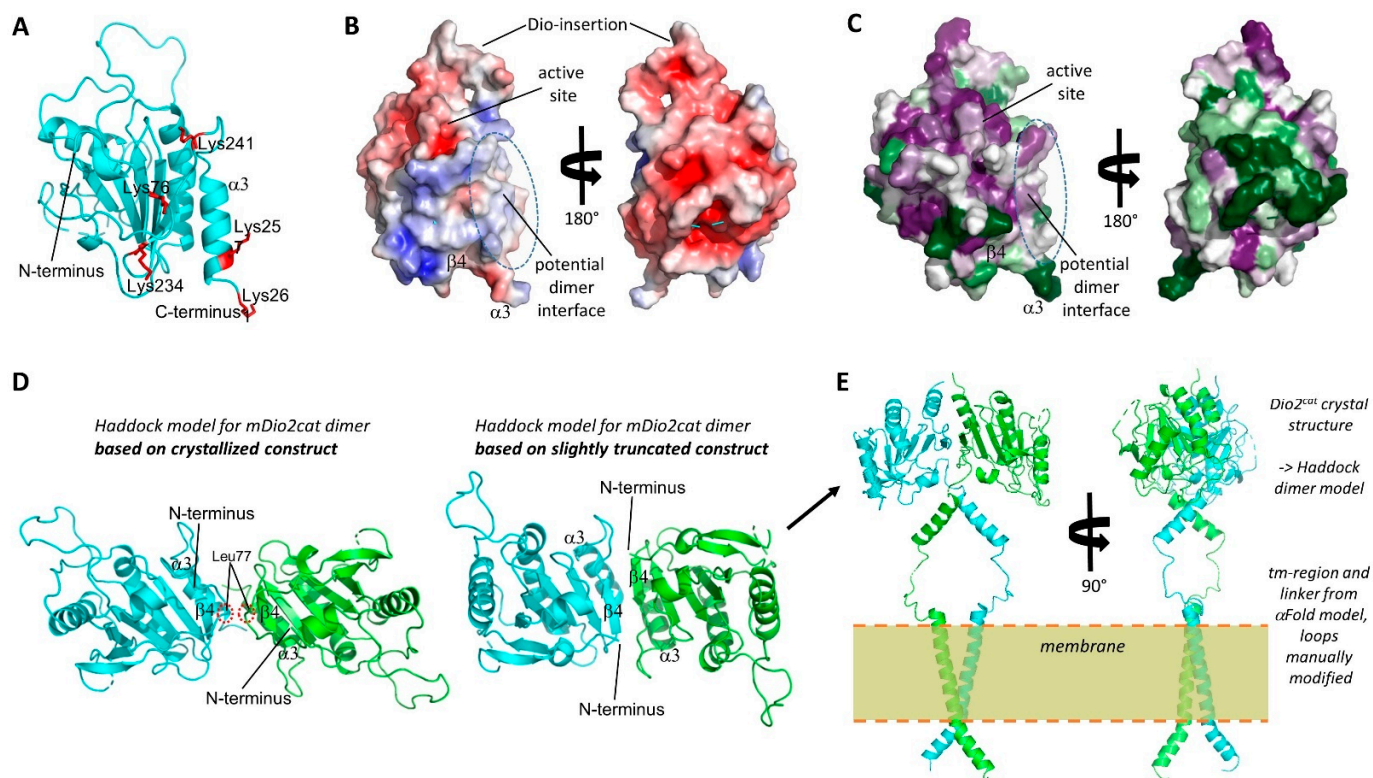 A
Lys241
α3
Lys76
Lys25
N-terminus
Lys234
Lys26
C-terminus
B
Dio-insertion
active
site
180°
β4
potential
dimer
interface
α3
C
active
site
180°
β4
potential
dimer
interface
α3
D
Haddock model for mDio2cat dimer
based on crystallized construct
N-terminus
α3
Leu77
β4
β4
α3
N-terminus
Haddock model for mDio2cat dimer
based on slightly truncated construct
N-terminus
α3
β4
β4
α3
N-terminus
E
Dio2cat crystal
structure
-> Haddock
dimer model
90°
tm-region and
linker from
αFold model,
loops
manually
modified
membrane